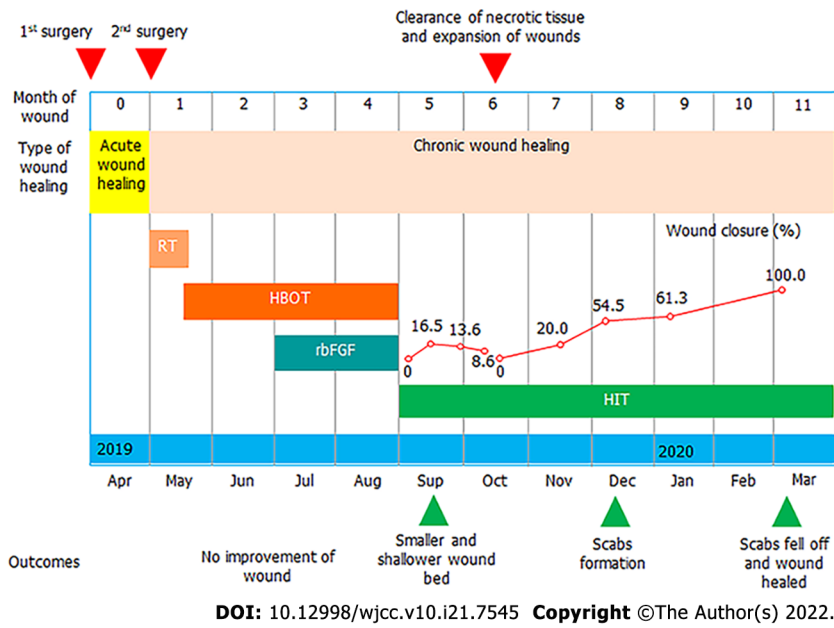 Clearance of necrotic tissue
and expansion of wounds
1st surgery 2nd surgery
Month of
wound
0 1 2 3 4 5 6 7 8 9 10 11
Type of
wound
healing
Acute
wound
healing
Chronic wound healing
RT
Wound closure (%)
HBOT
100.0
61.3
54.5
16.5 13.6
20.0
rbFGF
8.6
0 0
HIT
2019 2020
Apr May Jun Jul Aug Sup Oct Nov Dec Jan Feb Mar
Outcomes
No improvement of
wound
Smaller and
shallower wound
bed
Scabs
formation
Scabs fell off
and wound
healed
DOI: 10.12998/wjcc.v10.i21.7545 Copyright ©The Author(s) 2022.